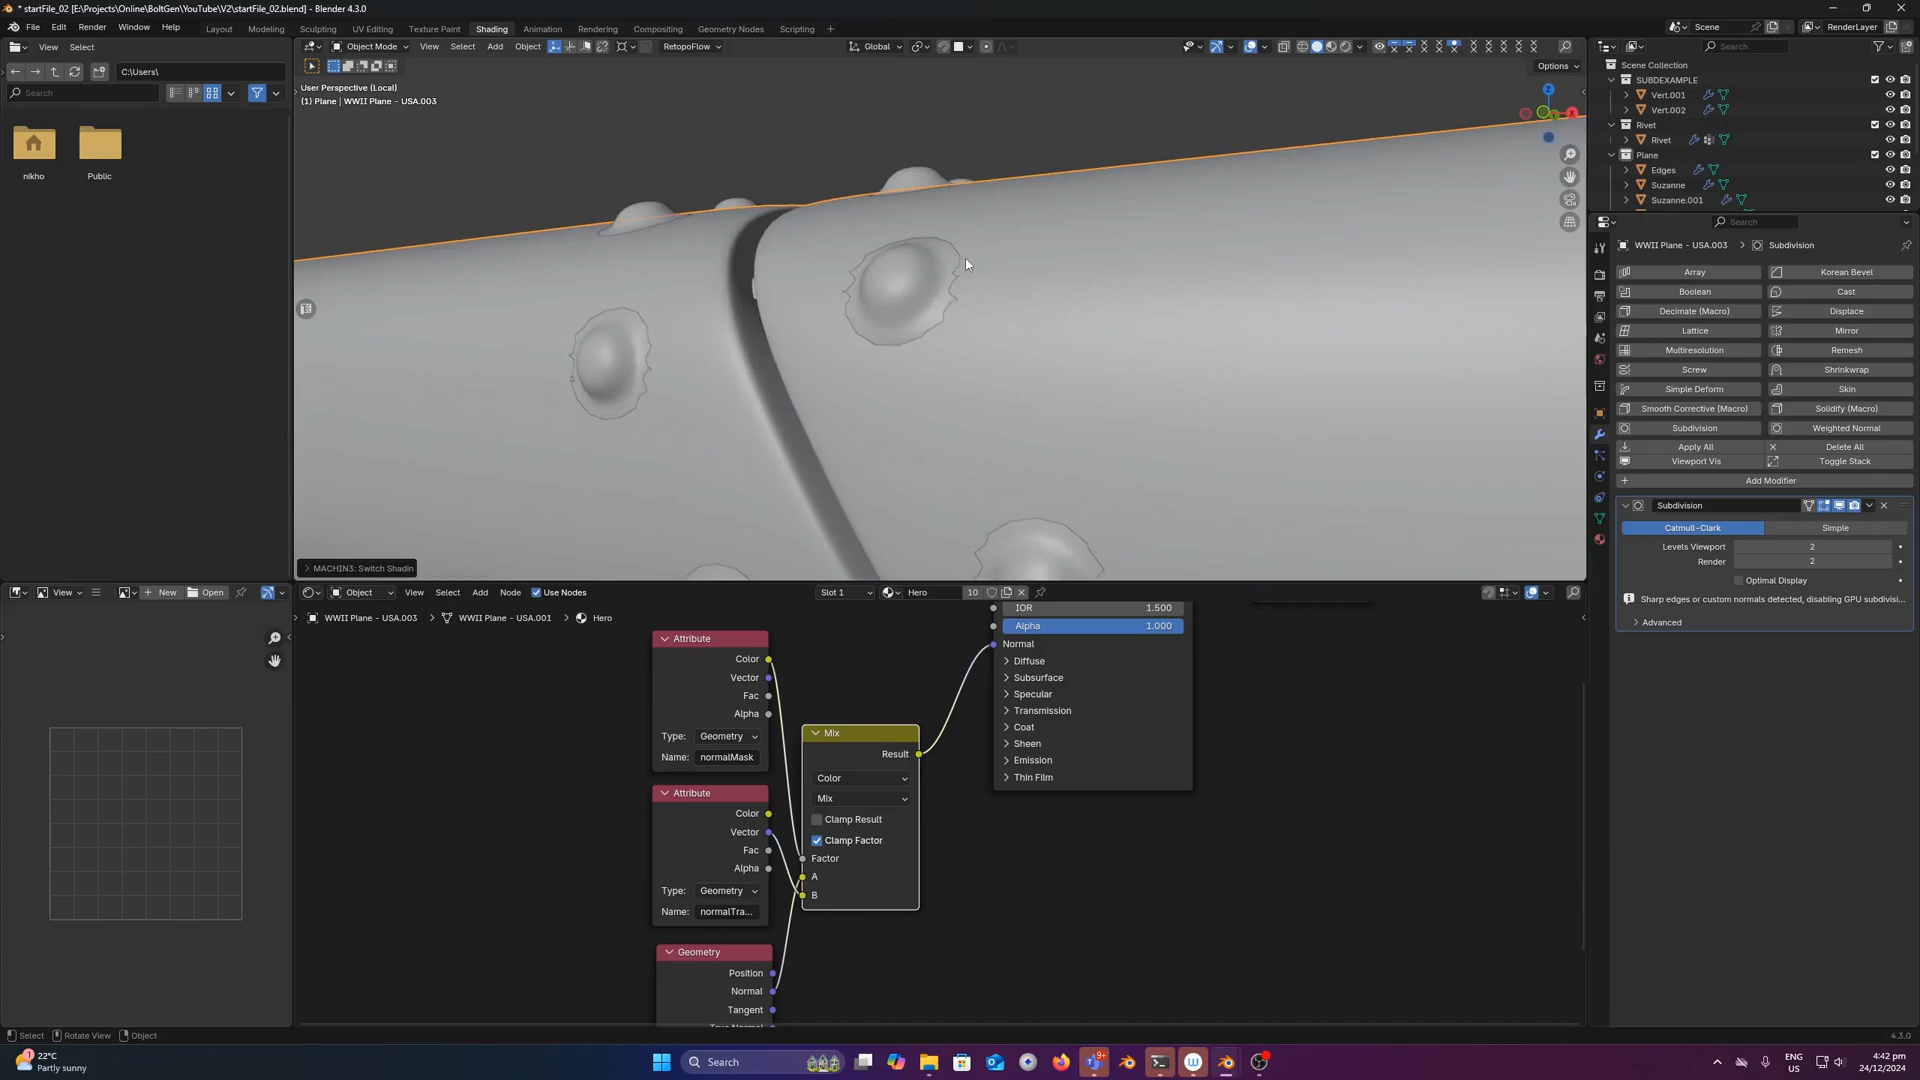 * startFile_02 [E:\Projects\Online\BoltGen\YouTube\V2\startFile_02.blend] - Blender 4.3.0
File Edit Render Window Help Layout Sculpting UV Editing Texture Paint Shading Animation Rendering Compositing Geometry Nodes Scripting +
Scene RenderLayer
View Select
Object Mode View Select Add Object RetopoFlow Global
Search
C:\Users\
Options
Search
nikho
Public
User Perspective (Local)
(1) Plane | WWII Plane - USA.003
Z
X
MACHIN3: Switch Shadin
Scene Collection
SUBDEXAMPLE
Vert.001
Vert.002
Rivet
Rivet
Plane
Edges
Suzanne
Suzanne.001
Search
WWII Plane - USA.003 > Subdivision
Array Korean Bevel
Boolean Cast
Decimate (Macro) Displace
Lattice Mirror
Multiresolution Remesh
Screw Shrinkwrap
Simple Deform Skin
Smooth Corrective (Macro) Solidify (Macro)
Subdivision Weighted Normal
Apply All Delete All
Viewport Vis Toggle Stack
Add Modifier
Subdivision
Catmull-Clark Simple
Levels Viewport 2
Render 2
Optimal Display
Sharp edges or custom normals detected, disabling GPU subdivisi...
Advanced
View New Open
Object View Select Add Node Use Nodes Slot 1 Hero 10
WWII Plane - USA.003 > WWII Plane - USA.001 > Hero
Attribute
Color
Vector
Fac
Alpha
Type: Geometry
Name: normalMask
Attribute
Color
Vector
Fac
Alpha
Type: Geometry
Name: normalTra...
Geometry
Position
Normal
Tangent
True Normal
Mix
Result
Color
Mix
Clamp Result
Clamp Factor
Factor
A
B
IOR 1.500
Alpha 1.000
Normal
Diffuse
Subsurface
Specular
Transmission
Coat
Sheen
Emission
Thin Film
Select Rotate View Object
4.3.0
1
22°C
Partly sunny
Search
9+
ENG
US
4:42 pm
24/12/2024